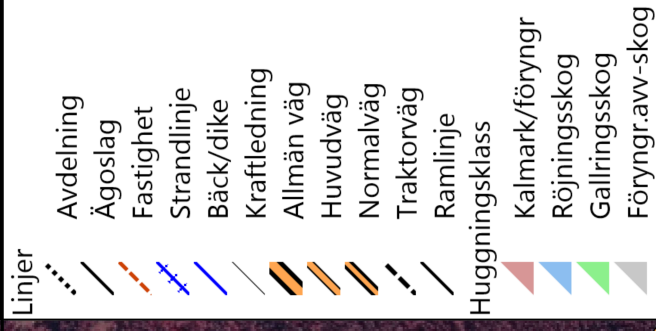 Linjer
Avdelning
Ägoslag
Fastighet
Strandlinje
Bäck/dike
Kraftledning
Allmän väg
Huvudväg
Normalväg
Traktorväg
Ramlinje
Huggningsklass
Kalmark/föryngr
Röjningsskog
Gallringsskog
Föryngr.avv-skog